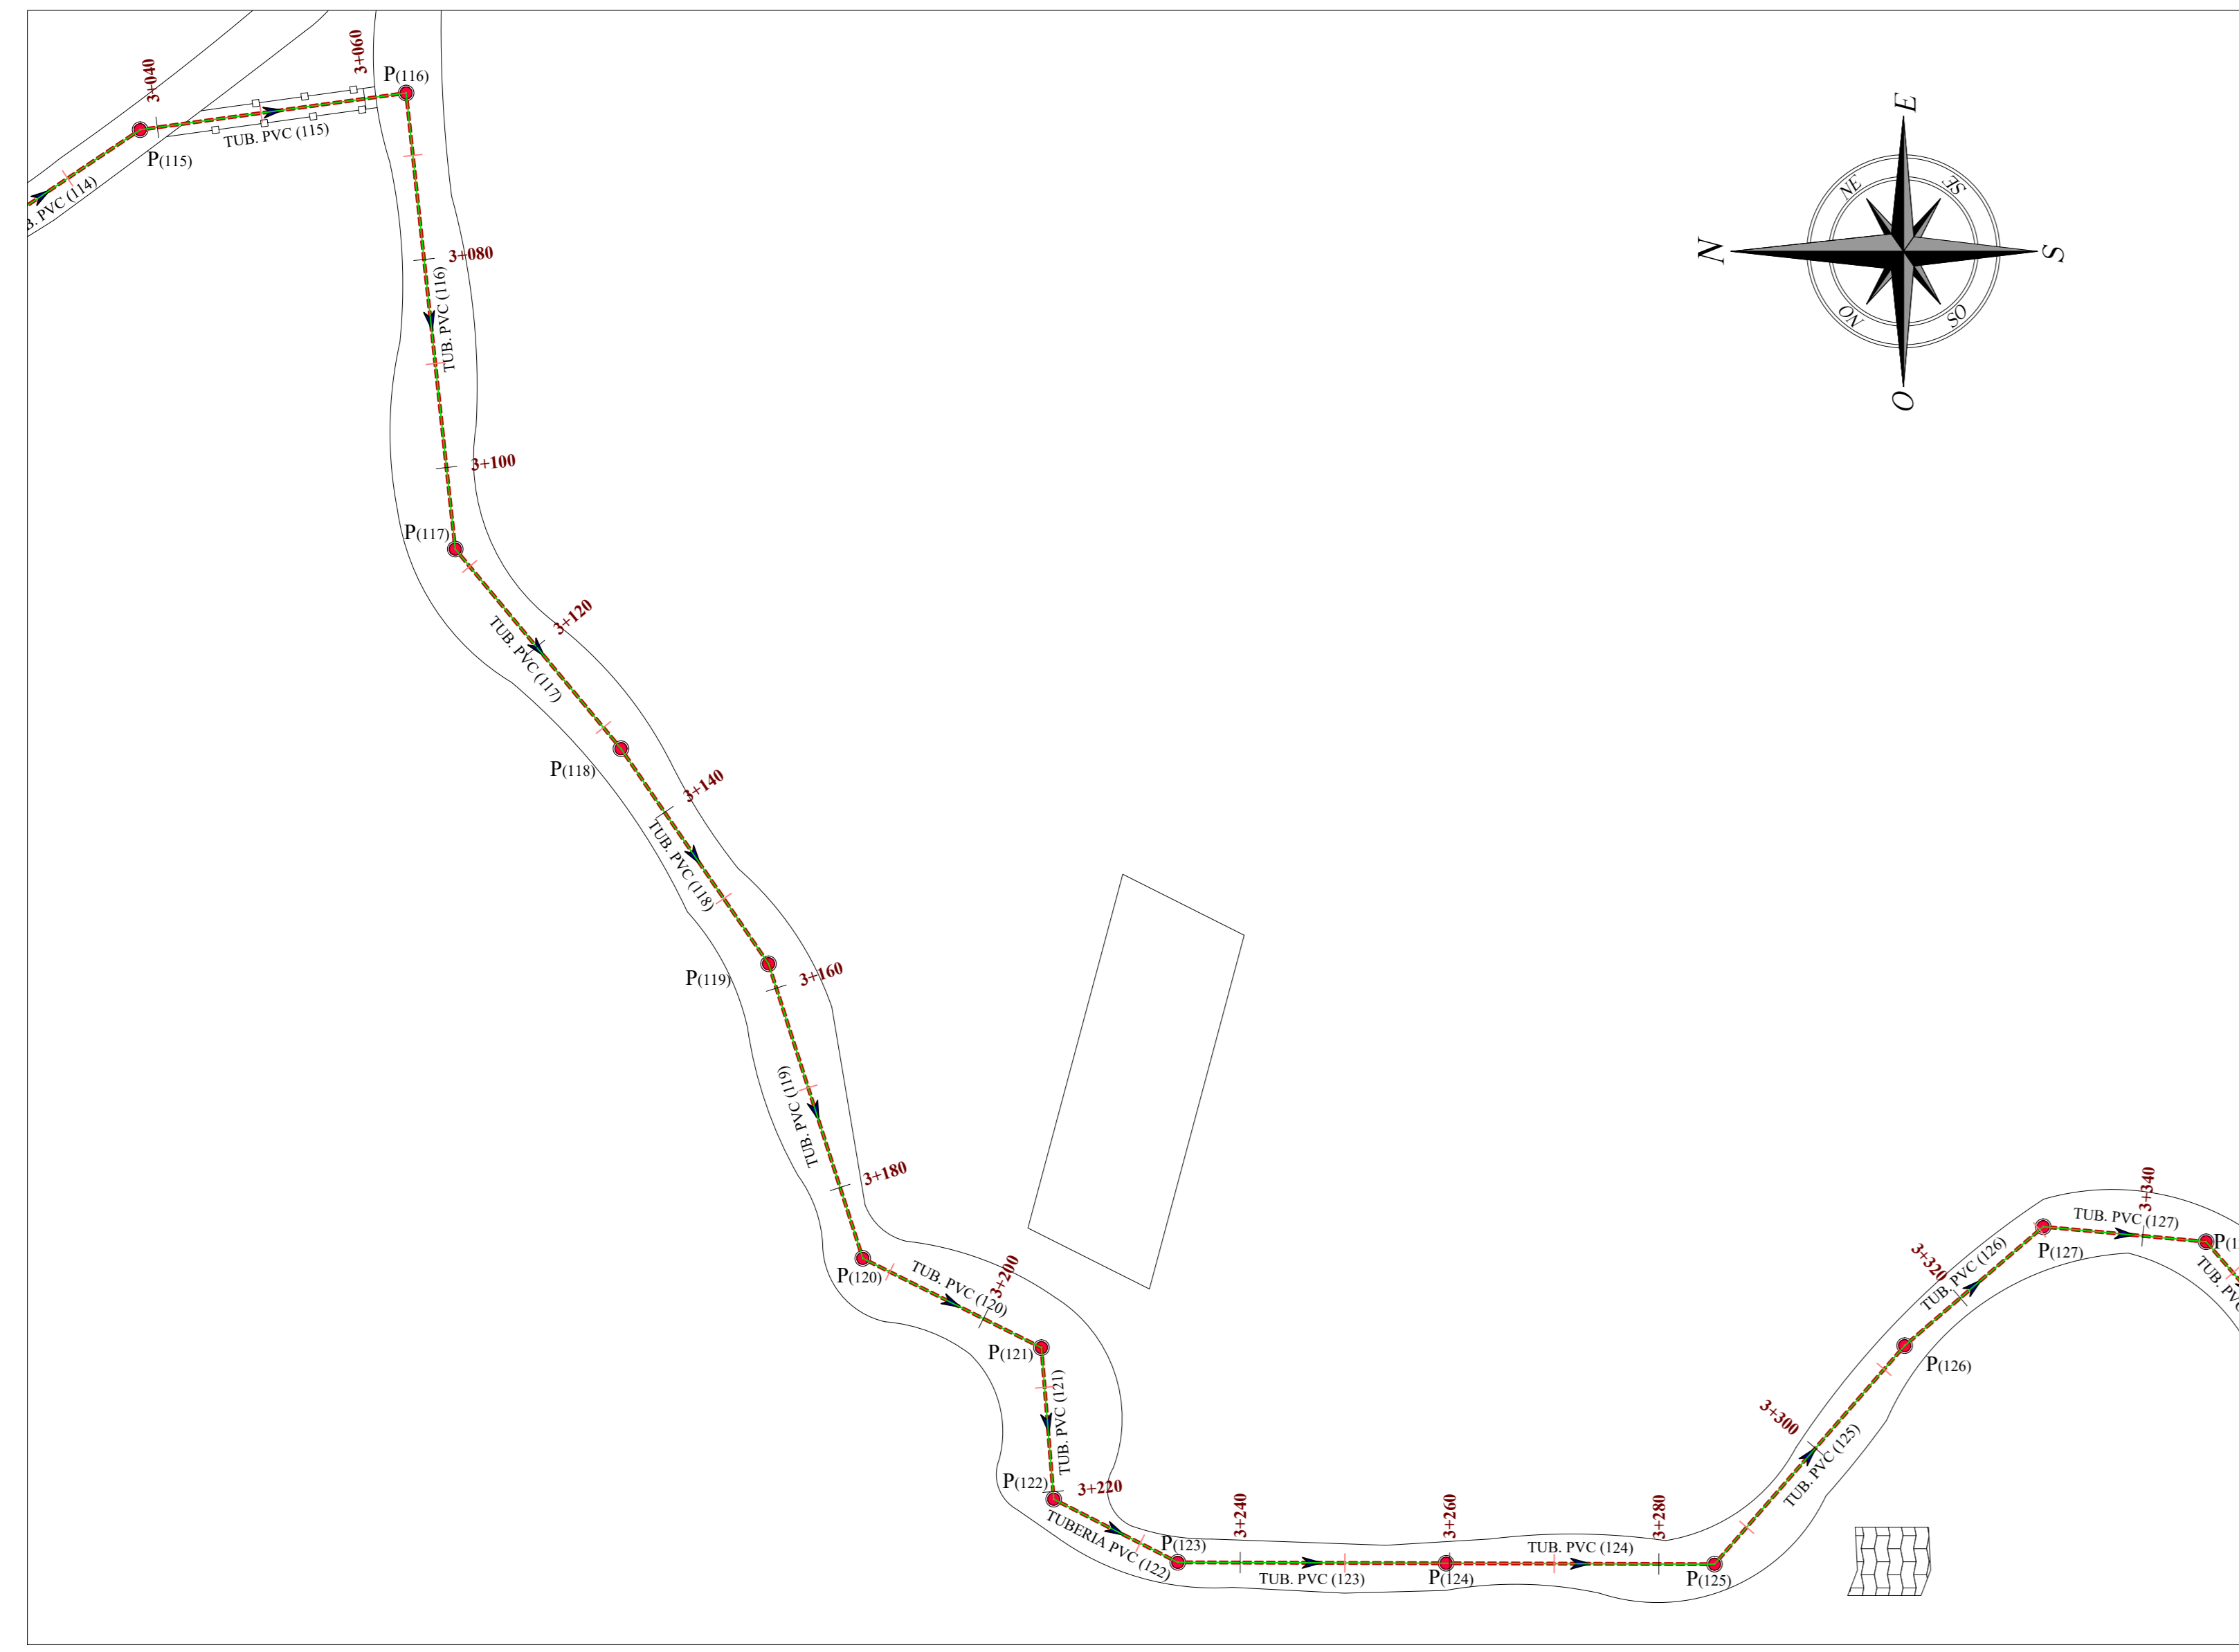 3+040
3+060
P(116)
TUB. PVC (115)
P(115)
B. PVC (114)
E
NE
SE
N
S
NO
SO
O
3+080
TUB. PVC (116)
3+100
P(117)
3+120
TUB. PVC (117)
P(118)
3+140
TUB. PVC (118)
P(119)
3+160
TUB. PVC (119)
3+180
P(120)
TUB. PVC (120)
3+200
P(121)
TUB. PVC (121)
P(122)
3+220
TUBERIA PVC (122)
P(123)
3+240
TUB. PVC (123)
3+260
P(124)
TUB. PVC (124)
3+280
P(125)
3+300
TUB. PVC (125)
P(126)
3+320
TUB. PVC (126)
P(127)
TUB. PVC (127)
3+340
P(1
TUB. PVC